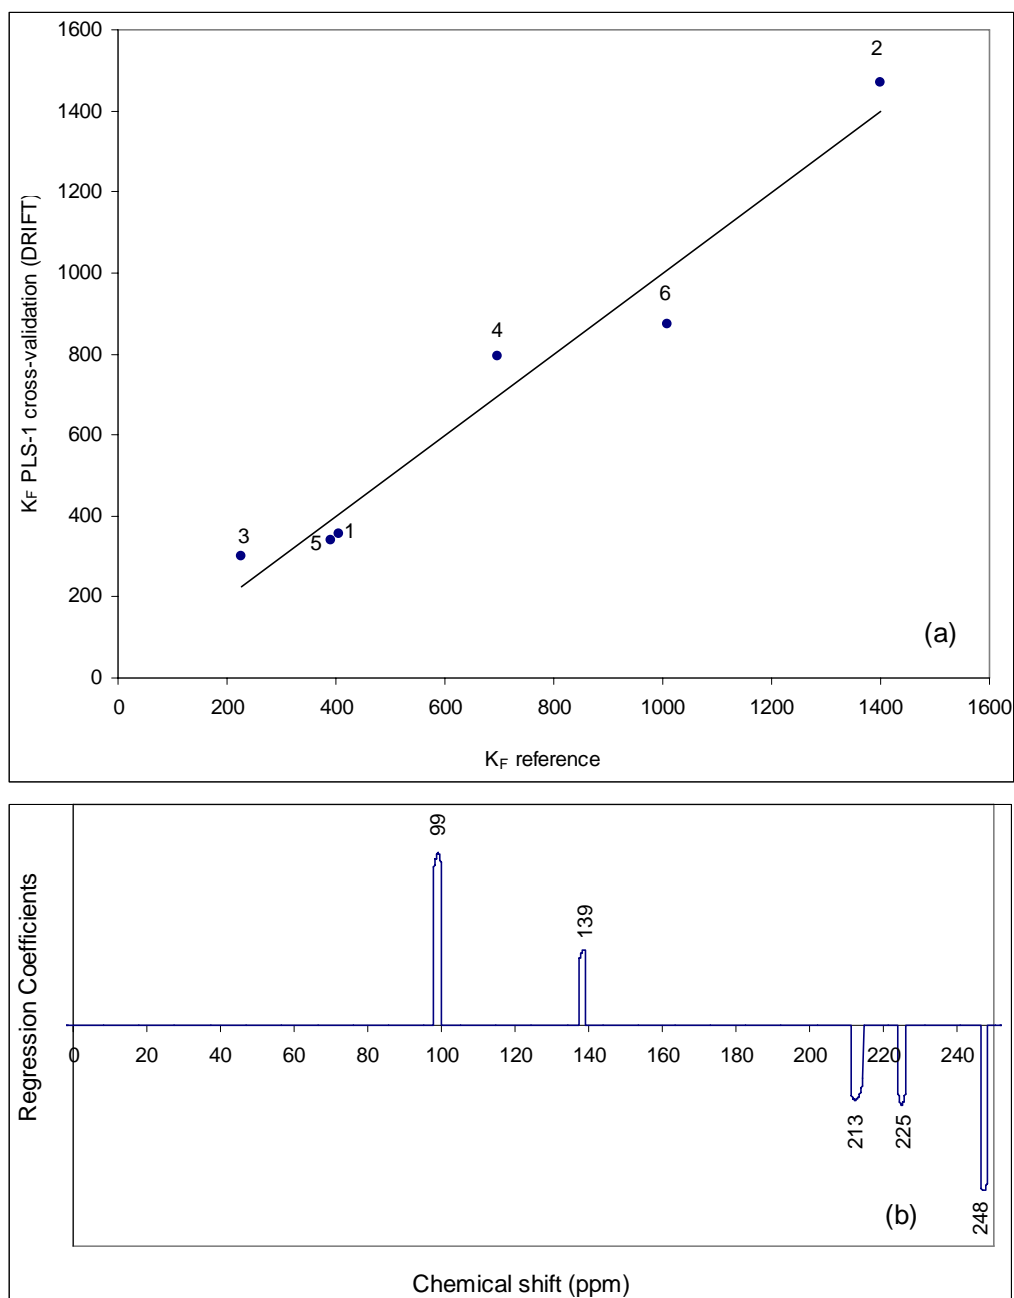 1600
2
1400
1200
1000
6
4
800
600
400
3
5
1
200
(a)
0
0 200 400 600 800 1000 1200 1400 1600
K_F reference
K_F PLS-1 cross-validation (DRIFT)
99
139
0 20 40 60 80 100 120 140 160 180 200 220 240
213
225
248
(b)
Regression Coefficients
Chemical shift (ppm)